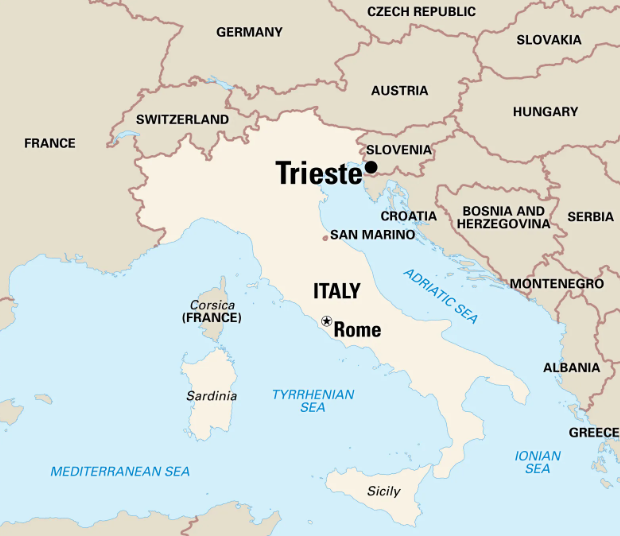 CZECH REPUBLIC
GERMANY
SLOVAKIA
AUSTRIA
HUNGARY
SWITZERLAND
FRANCE
SLOVENIA
Trieste
CROATIA
BOSNIA AND
HERZEGOVINA
SERBIA
SAN MARINO
ADRIATIC SEA
MONTENEGRO
ITALY
Corsica
(FRANCE)
Rome
ALBANIA
Sardinia
TYRRHENIAN
SEA
GREECE
IONIAN
SEA
MEDITERRANEAN SEA
Sicily